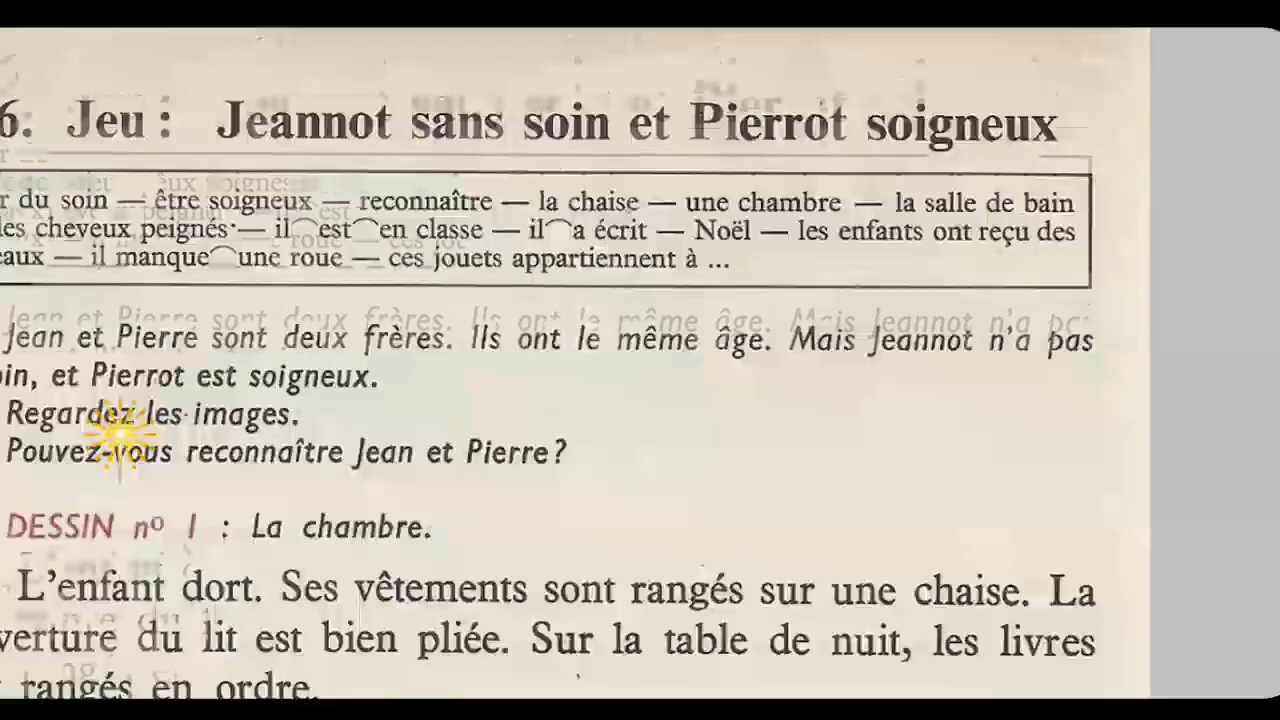 6. Jeu : Jeannot sans soin et Pierrot soigneux
du soin — être soigneux — reconnaître — la chaise — une chambre — la salle de bain
les cheveux peignés — il est en classe — il a écrit — Noël — les enfants ont reçu des
— il manque une roue — ces jouets appartiennent à ...
Jean et Pierre sont deux frères. Ils ont le même âge. Mais Jeannot n'a pas
et Pierrot est soigneux.
Regardez les images.
Pouvez-vous reconnaître Jean et Pierre ?
DESSIN nº 1 : La chambre.
L'enfant dort. Ses vêtements sont rangés sur une chaise. La
verture du lit est bien pliée. Sur la table de nuit, les livres
rangés en ordre.